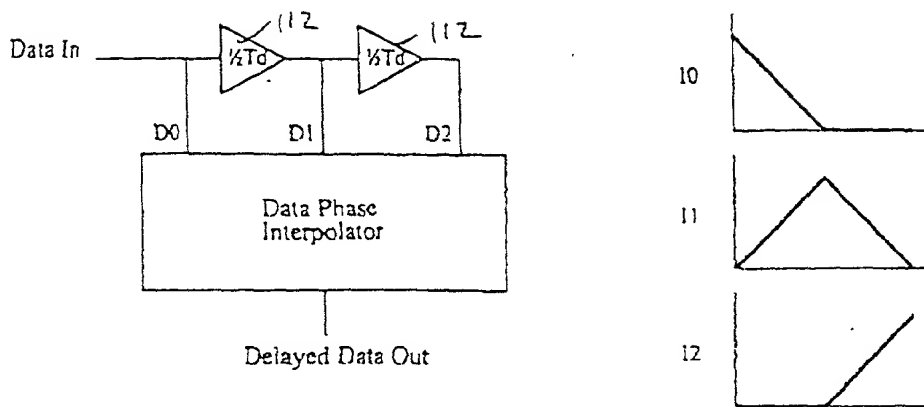 112
112
Data In
½Td
½Td
D0
D1
D2
Data Phase
Interpolator
Delayed Data Out
I0
I1
I2